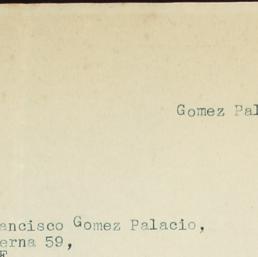 Gomez Pal
ancisco Gomez Palacio,
erna 59,
F